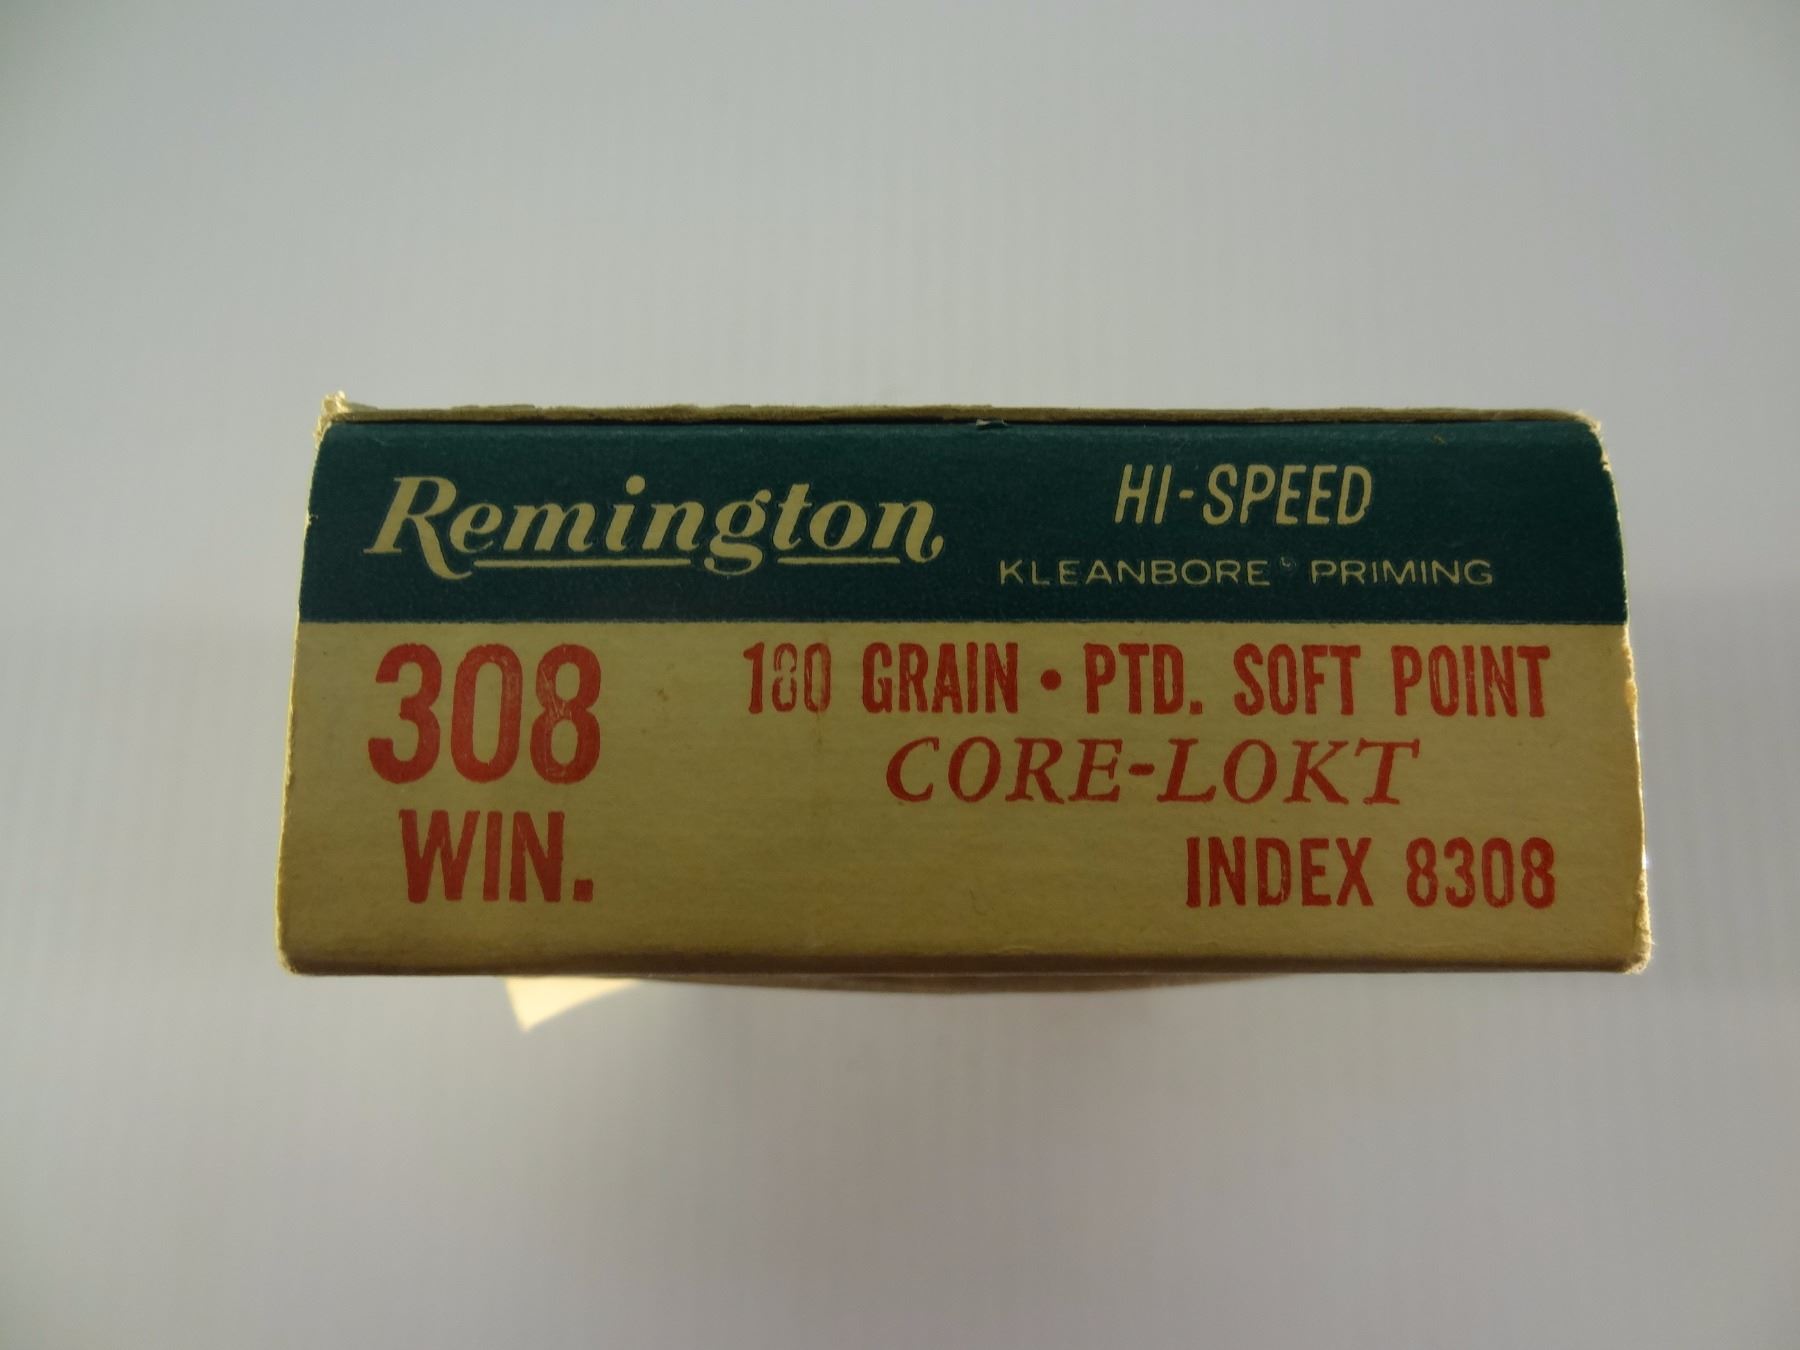 Remington
HI-SPEED
KLEANBORE PRIMING
308
WIN.
180 GRAIN • PTD. SOFT POINT
CORE-LOKT
INDEX 8308